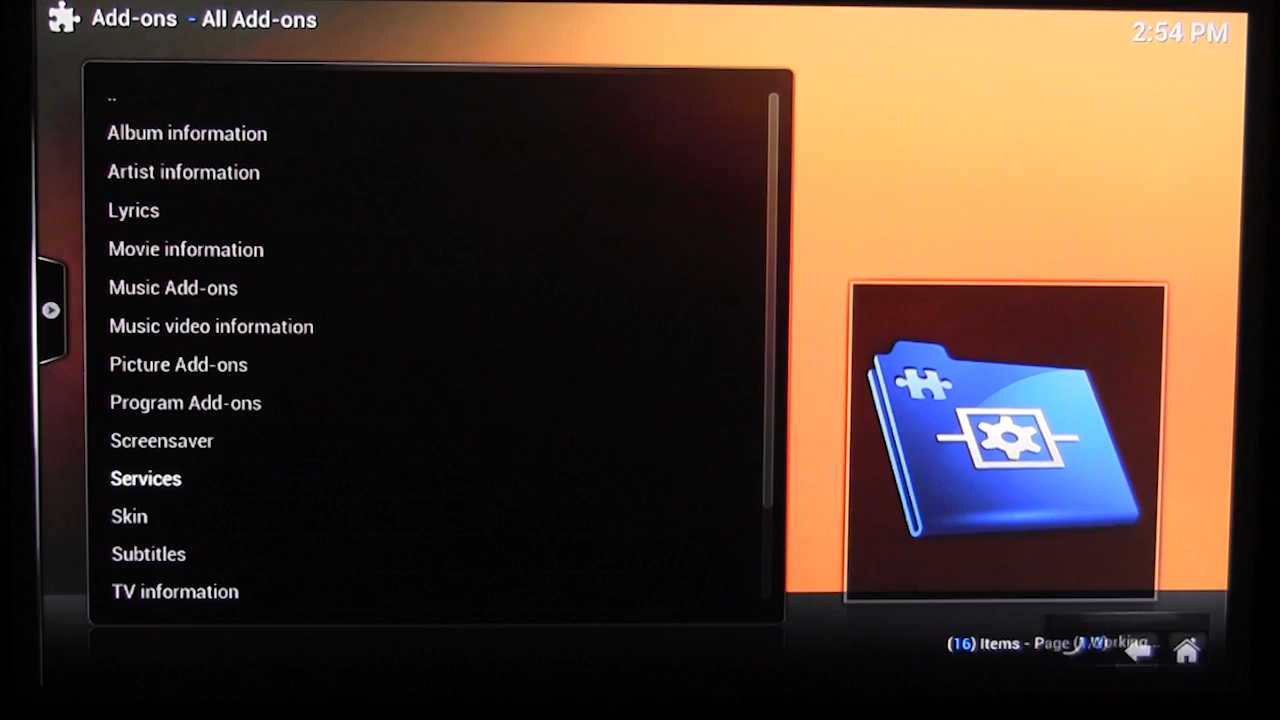 Add-ons - All Add-ons
2:54 PM
..
Album information
Artist information
Lyrics
Movie information
Music Add-ons
Music video information
Picture Add-ons
Program Add-ons
Screensaver
Services
Skin
Subtitles
TV information
(16) Items - Page (
Working...